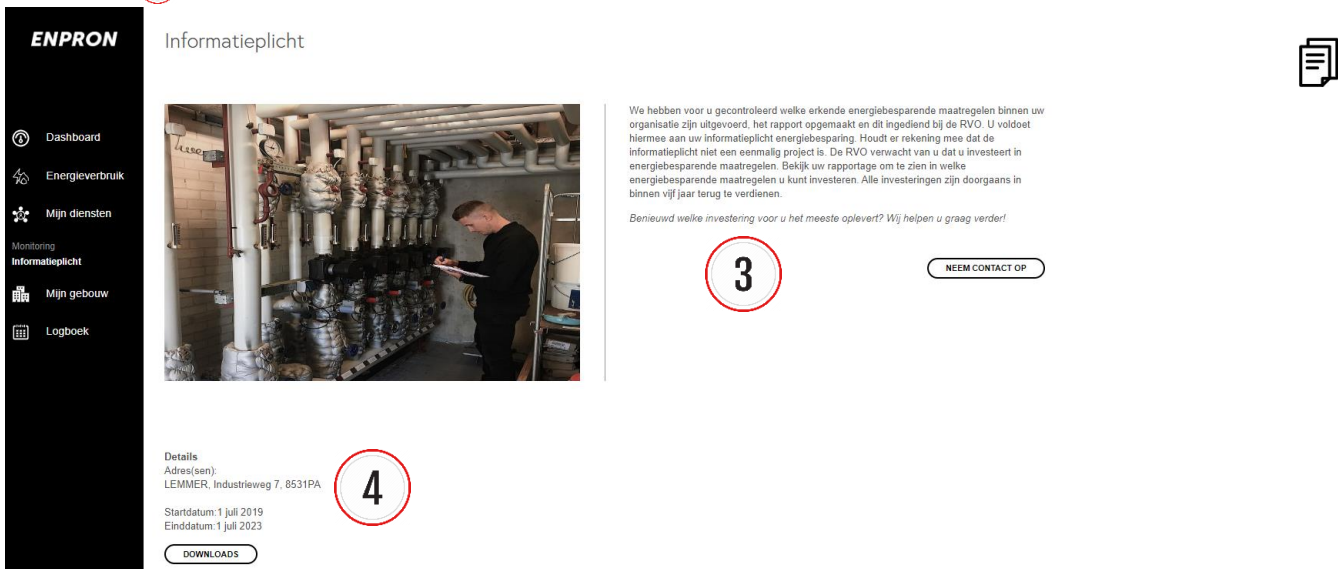 ENPRON
Informatieplicht
Dashboard
Energieverbruik
Mijn diensten
Monitoring
Informatieplicht
Mijn gebouw
Logboek
We hebben voor u gecontroleerd welke erkende energiebesparende maatregelen binnen uw
organisatie zijn uitgevoerd, het rapport opgemaakt en dit ingediend bij de RVO. U voldoet
hiermee aan uw informatieplicht energiebesparing. Houdt er rekening mee dat de
informatieplicht niet een eenmalig project is. De RVO verwacht van u dat u investeert in
energiebesparende maatregelen. Bekijk uw rapportage om te zien in welke
energiebesparende maatregelen u kunt investeren. Alle investeringen zijn doorgaans in
binnen vijf jaar terug te verdienen.
Benieuwd welke investering voor u het meeste oplevert? Wij helpen u graag verder!
3
NEEM CONTACT OP
Details
Adres(sen):
LEMMER, Industrieweg 7, 8531PA
4
Startdatum:1 juli 2019
Einddatum:1 juli 2023
DOWNLOADS